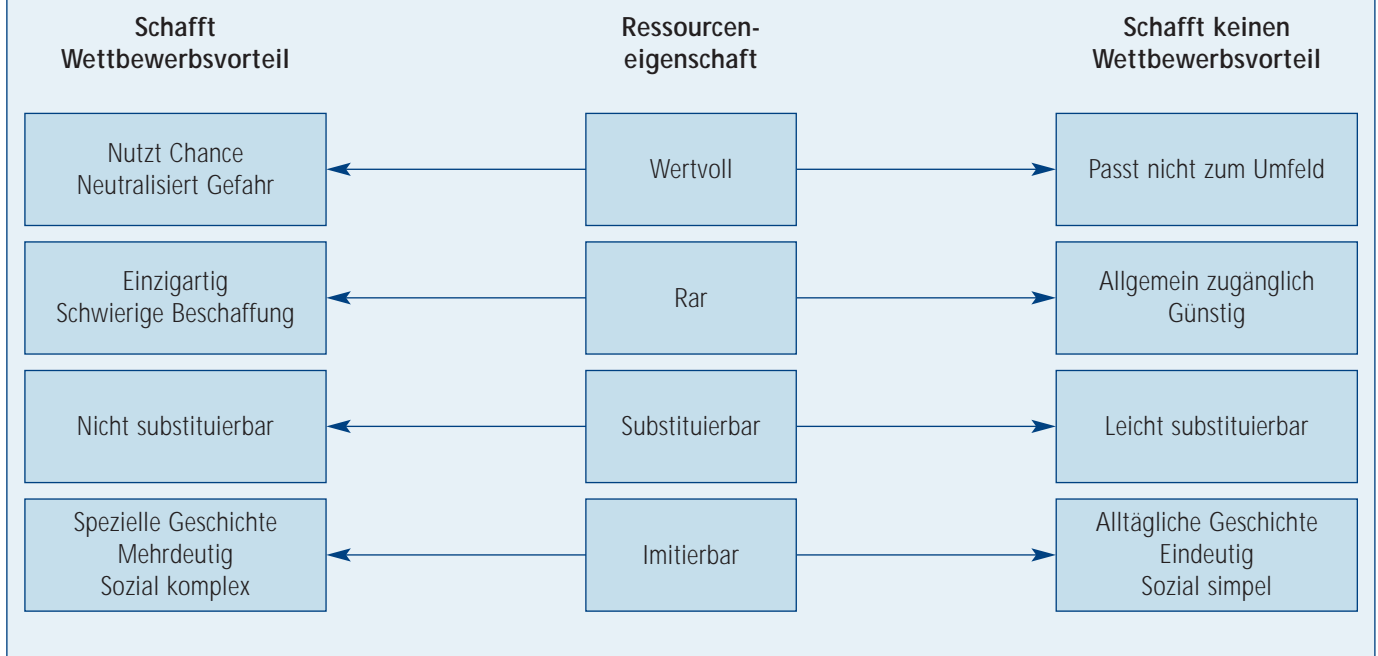 Schafft
Wettbewerbsvorteil
Ressourcen-
eigenschaft
Schafft keinen
Wettbewerbsvorteil
Nutzt Chance
Neutralisiert Gefahr
Wertvoll
Passt nicht zum Umfeld
Einzigartig
Schwierige Beschaffung
Rar
Allgemein zugänglich
Günstig
Nicht substituierbar
Substituierbar
Leicht substituierbar
Spezielle Geschichte
Mehrdeutig
Sozial komplex
Imitierbar
Alltägliche Geschichte
Eindeutig
Sozial simpel